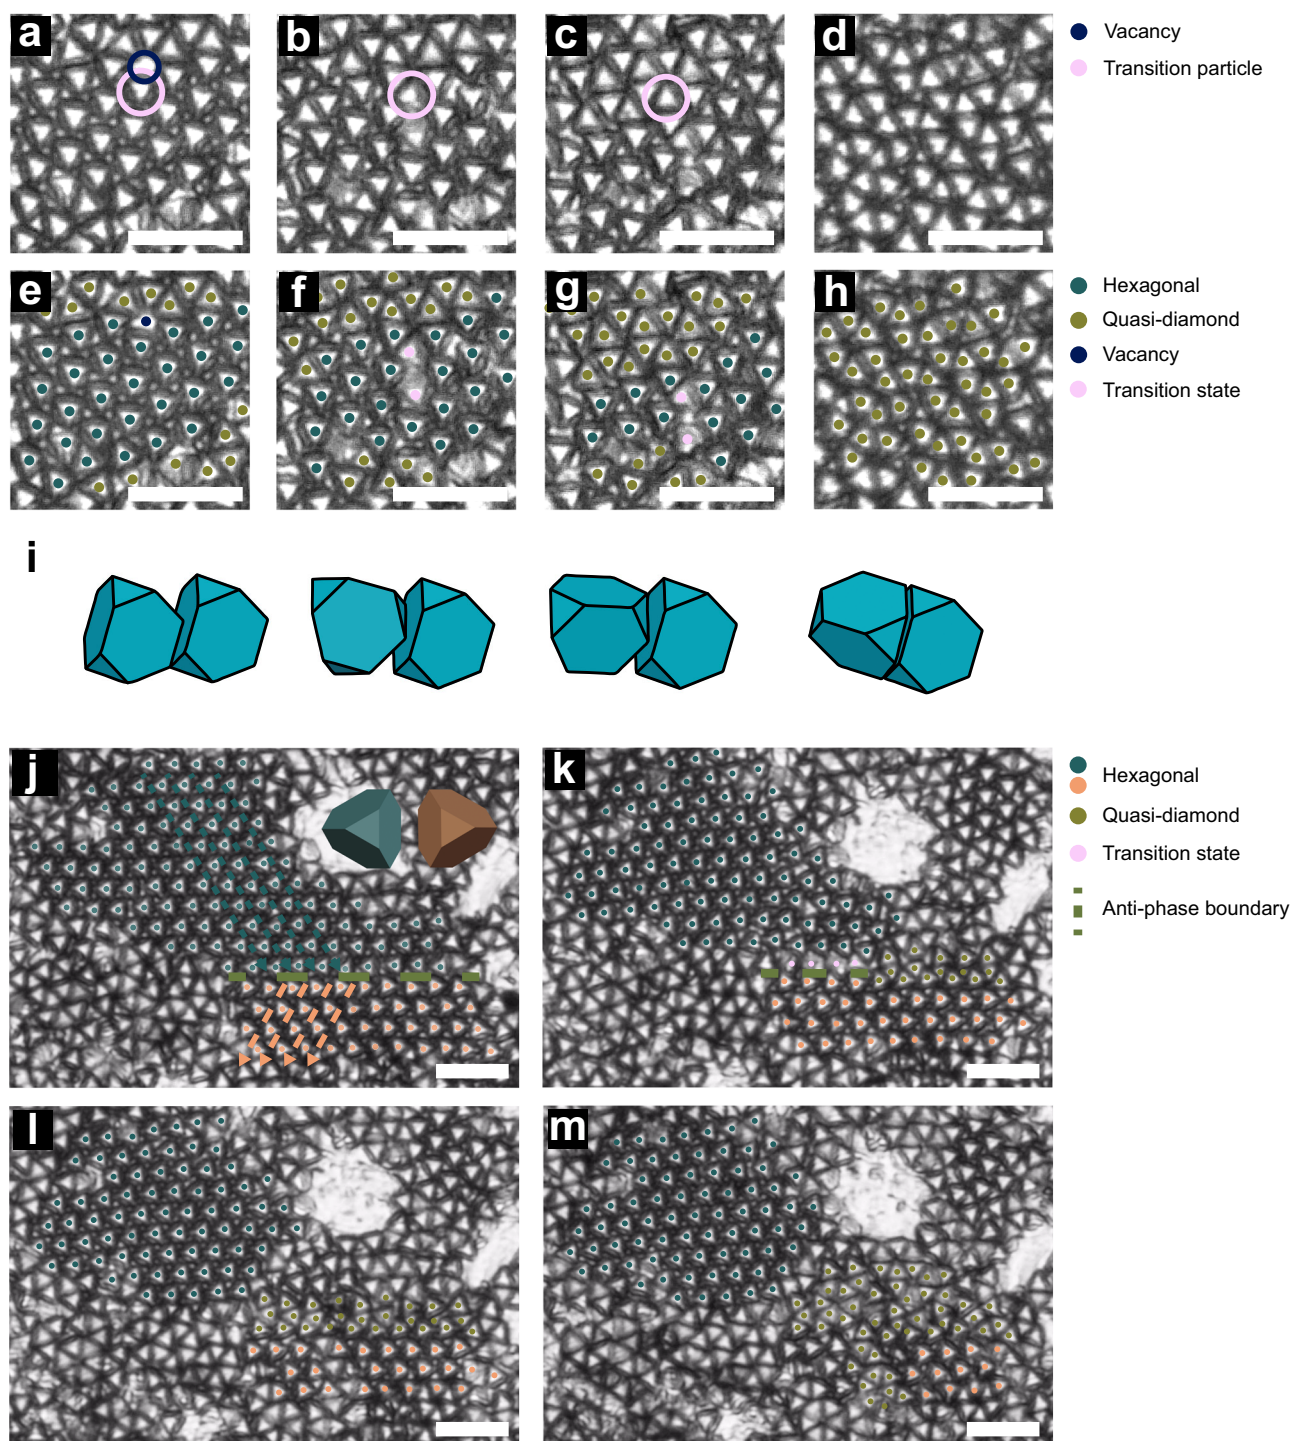 a
b
c
d
Vacancy
Transition particle
e
f
g
h
Hexagonal
Quasi-diamond
Vacancy
Transition state
i
j
k
Hexagonal
Quasi-diamond
Transition state
Anti-phase boundary
l
m